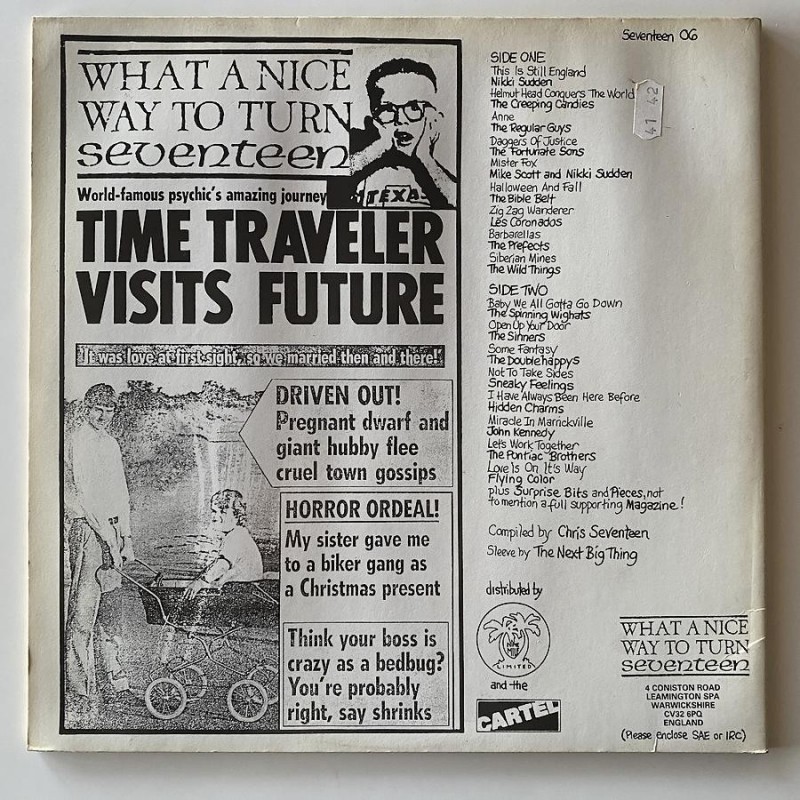 WHAT A NICE
WAY TO TURN
seventeen
TEXAS
World-famous psychic's amazing journey
TIME TRAVELER
VISITS FUTURE
'It was love at first sight, so we married then and there!'
DRIVEN OUT!
Pregnant dwarf and
giant hubby flee
cruel town gossips
HORROR ORDEAL!
My sister gave me
to a biker gang as
a Christmas present
Think your boss is
crazy as a bedbug?
You're probably
right, say shrinks
Seventeen 06
SIDE ONE
This Is Still England
Nikki Sudden
Helmut Head Conquers The World
The Creeping Candies
Anne
The Regular Guys
Daggers Of Justice
The Fortunate Sons
Mister Fox
Mike Scott and Nikki Sudden
Halloween And Fall
The Bible Belt
Zig Zag Wanderer
Les Coronados
Barbarellas
The Prefects
Siberian Mines
The Wild Things
41 42
SIDE TWO
Baby We All Gotta Go Down
The Spinning Wighats
Open Up Your Door
The Sinners
Some Fantasy
The Doublehappys
Not To Take Sides
Sneaky Feelings
I Have Always Been Here Before
Hidden Charms
Miracle In Marrickville
John Kennedy
Let's Work Together
The Pontiac Brothers
Love Is On It's Way
Flying Color
plus Surprise Bits and Pieces, not
to mention a full supporting Magazine!
Compiled by Chris Seventeen
Sleeve by The Next Big Thing
distributed by
LIMITED
and the
CARTEL
WHAT A NICE
WAY TO TURN
seventeen
4 CONISTON ROAD
LEAMINGTON SPA
WARWICKSHIRE
CV32 6PQ
ENGLAND
(Please enclose SAE or IRC)